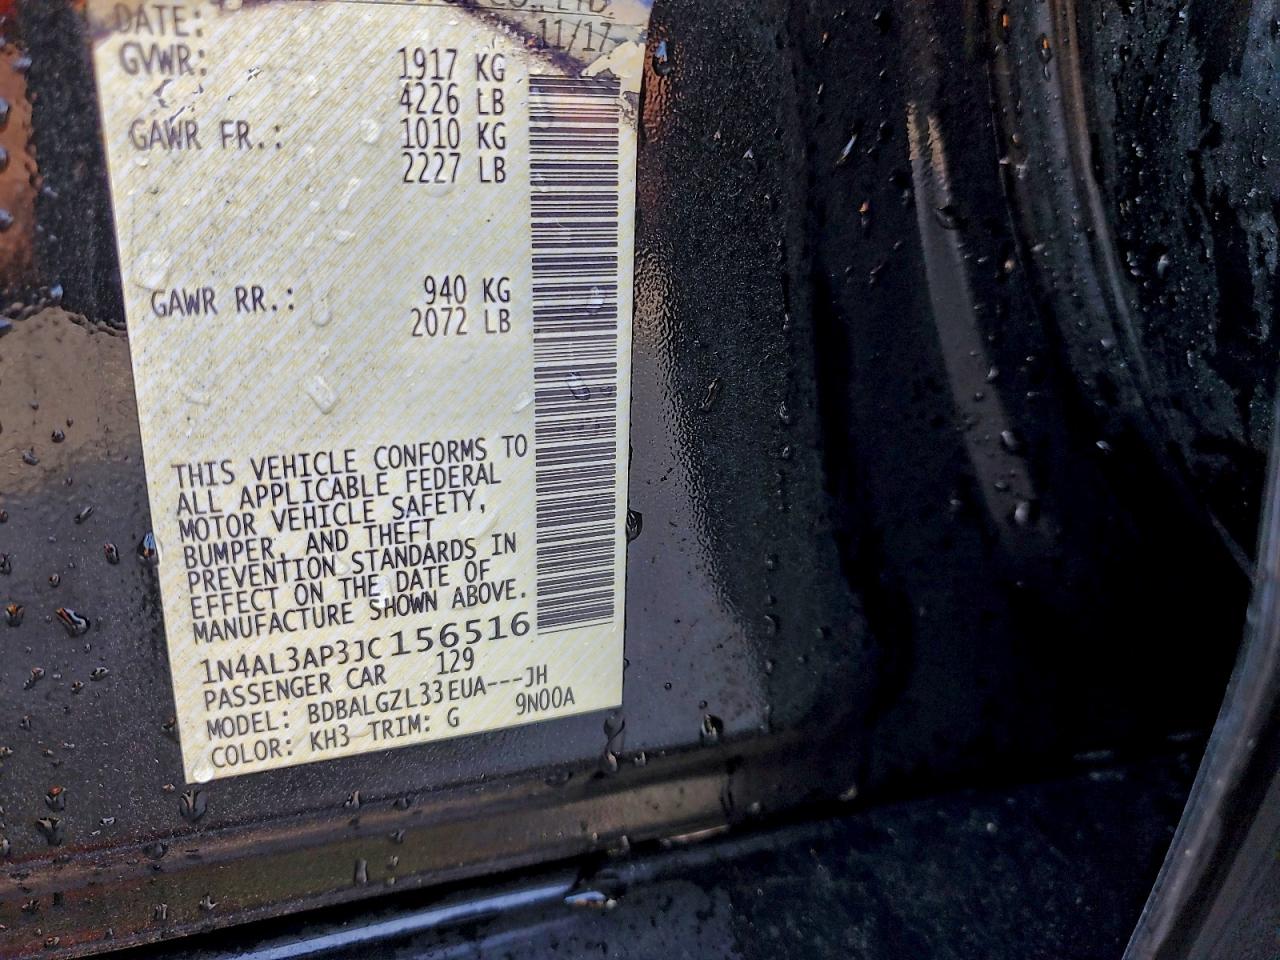 CO., LTD.
DATE: 11/17
GVWR: 1917 KG
4226 LB
GAWR FR.: 1010 KG
2227 LB
GAWR RR.: 940 KG
2072 LB
THIS VEHICLE CONFORMS TO
ALL APPLICABLE FEDERAL
MOTOR VEHICLE SAFETY,
BUMPER, AND THEFT
PREVENTION STANDARDS IN
EFFECT ON THE DATE OF
MANUFACTURE SHOWN ABOVE.
1N4AL3AP3JC156516
PASSENGER CAR 129
MODEL: BDBALGZL33EUA---JH
COLOR: KH3 TRIM: G 9N00A